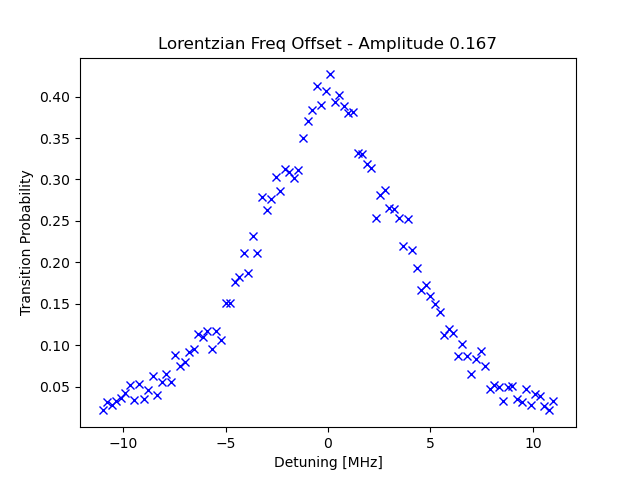 Lorentzian Freq Offset - Amplitude 0.167
Transition Probability
0.40
0.35
0.30
0.25
0.20
0.15
0.10
0.05
−10 −5 0 5 10
Detuning [MHz]